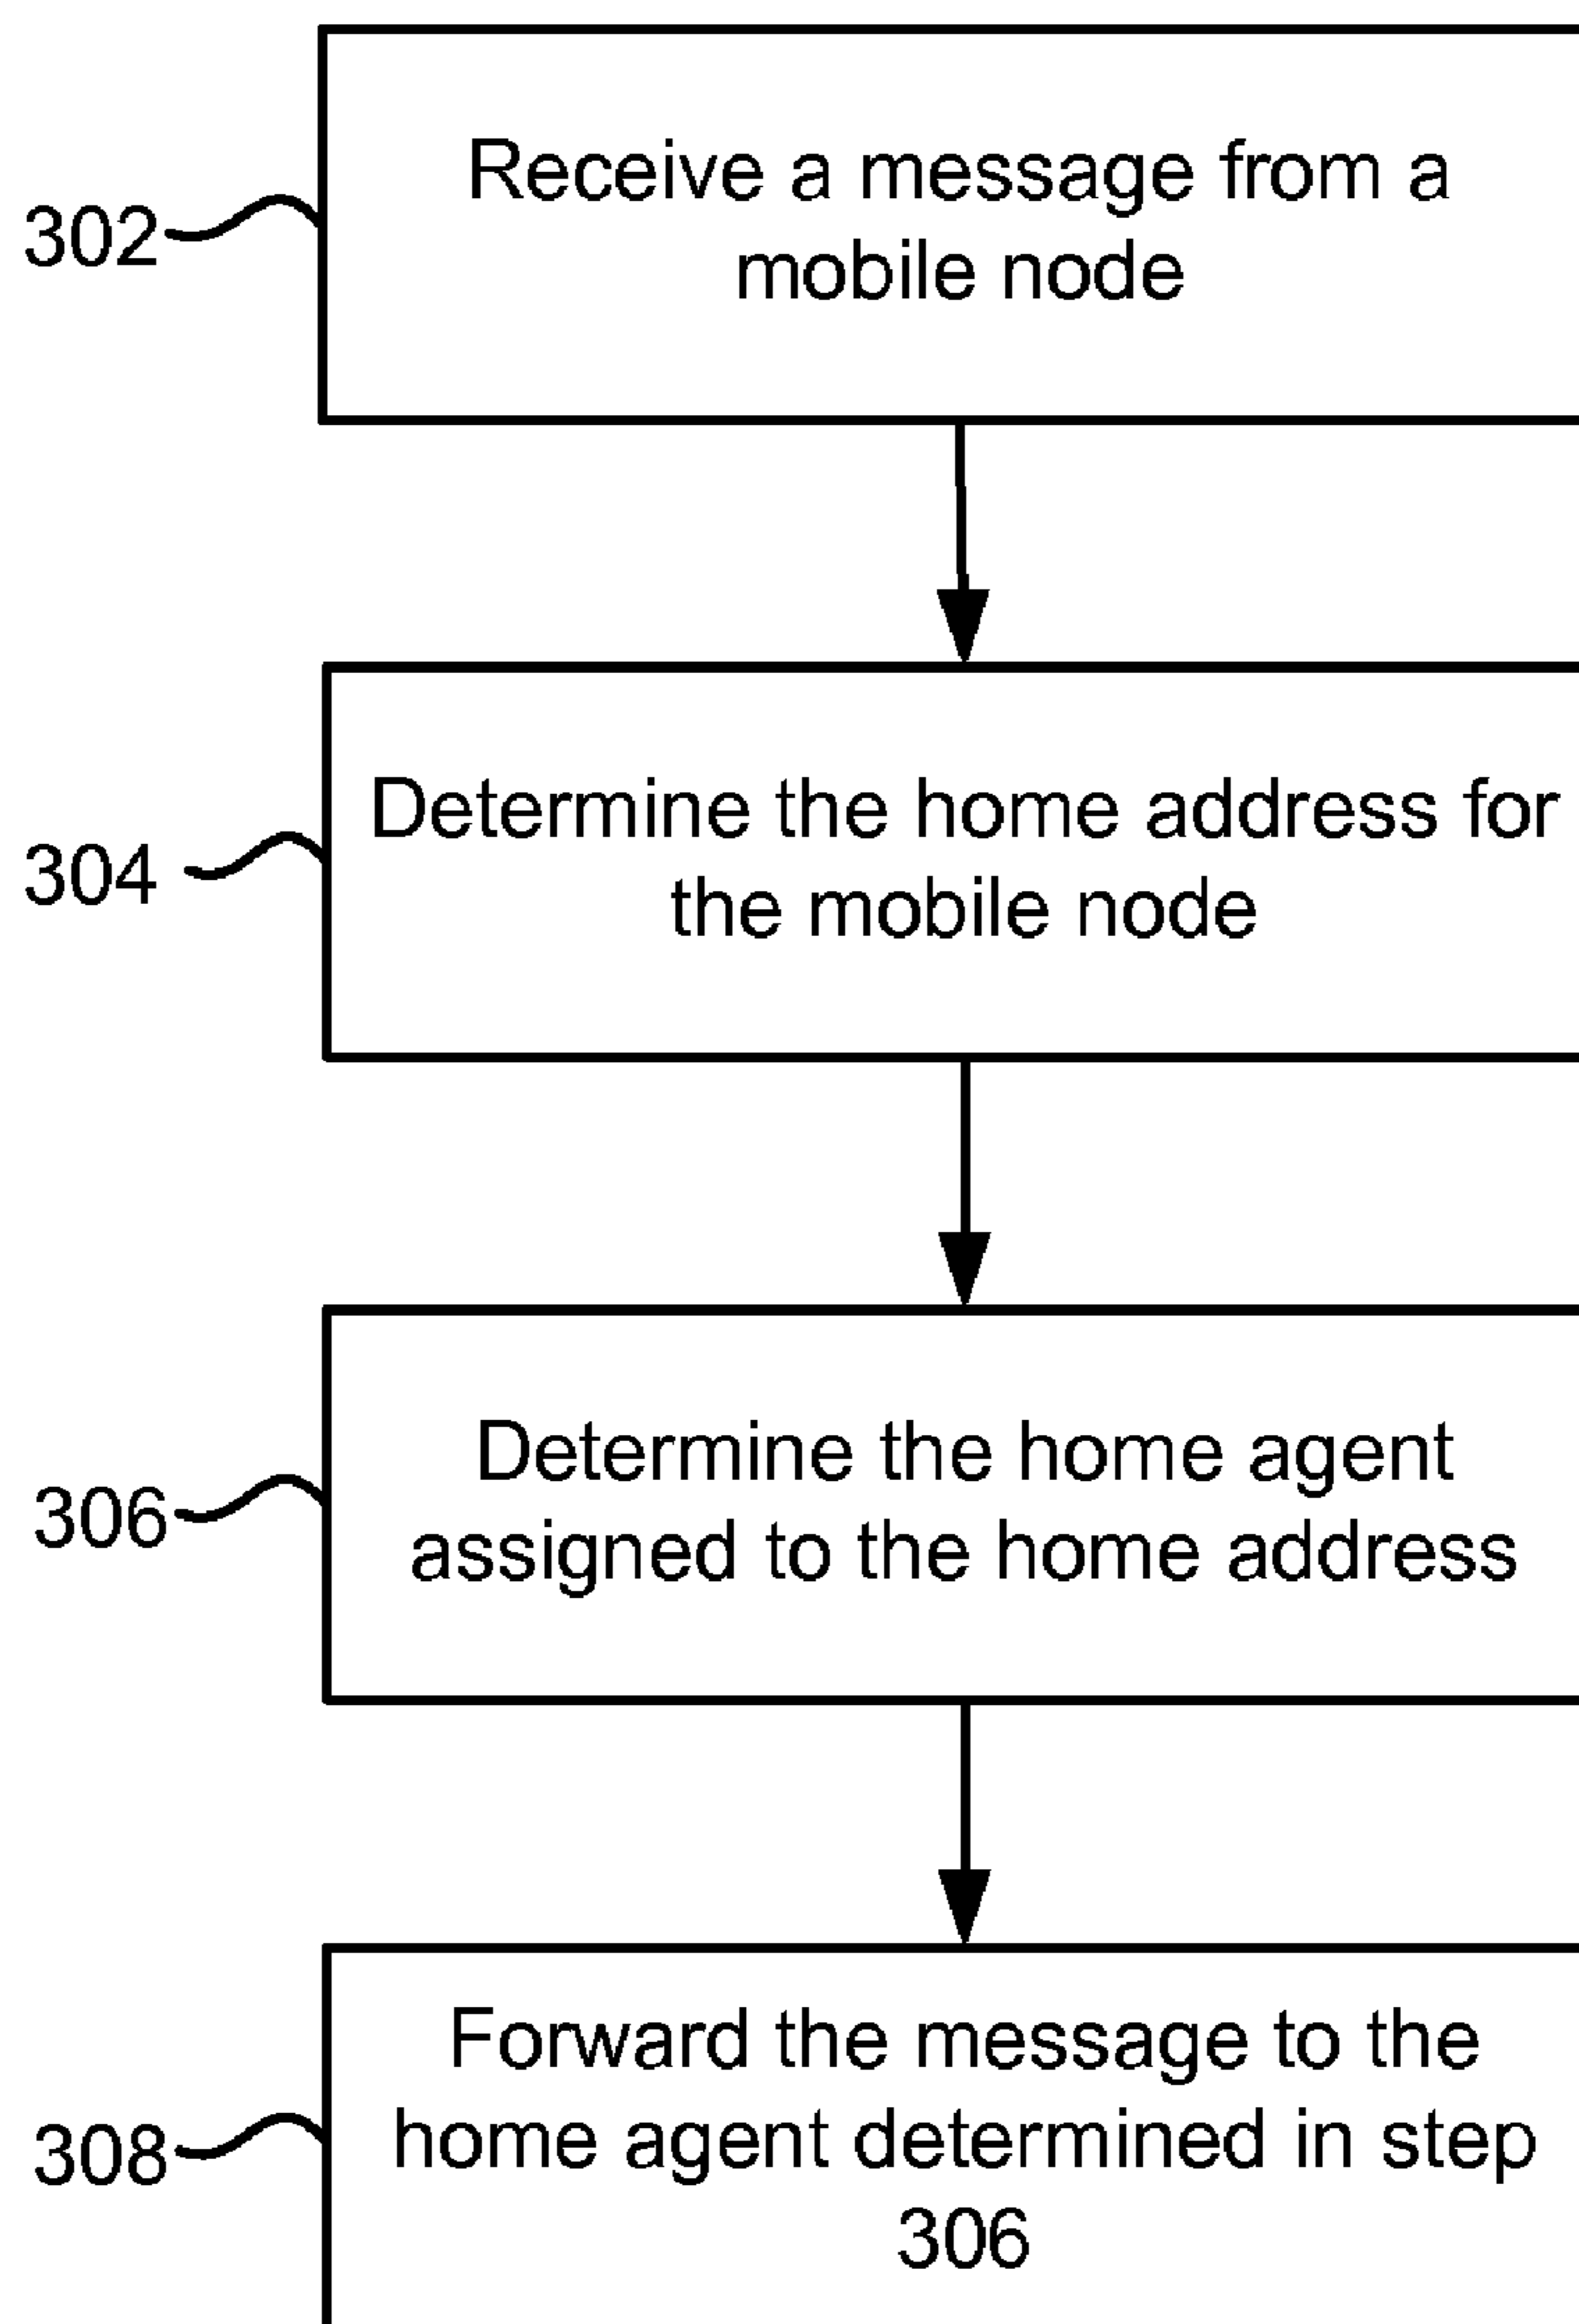 302
Receive a message from a
mobile node
304
Determine the home address for
the mobile node
306
Determine the home agent
assigned to the home address
308
Forward the message to the
home agent determined in step
306